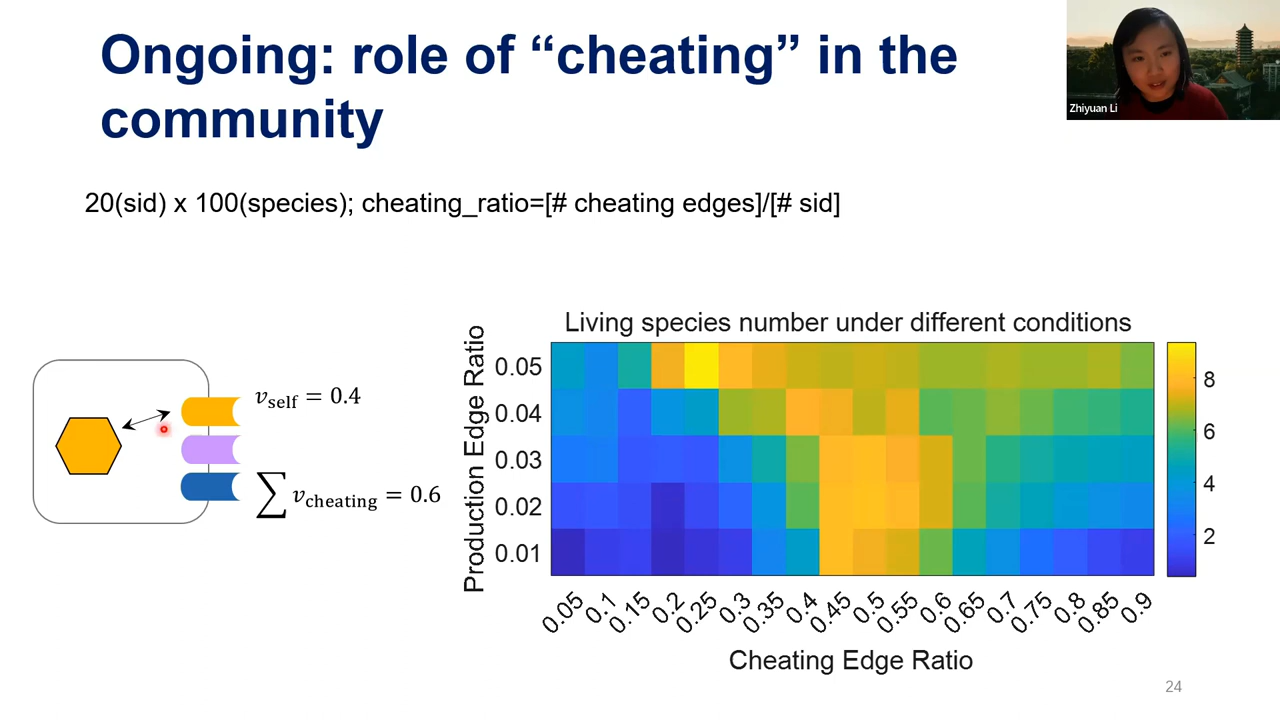 Ongoing: role of “cheating” in the
community
Zhiyuan Li
20(sid) x 100(species); cheating_ratio=[# cheating edges]/[# sid]
v_self = 0.4
∑ v_cheating = 0.6
Living species number under different conditions
Production Edge Ratio
0.05
0.04
0.03
0.02
0.01
0.05 0.1 0.15 0.2 0.25 0.3 0.35 0.4 0.45 0.5 0.55 0.6 0.65 0.7 0.75 0.8 0.85 0.9
Cheating Edge Ratio
8
6
4
2
24